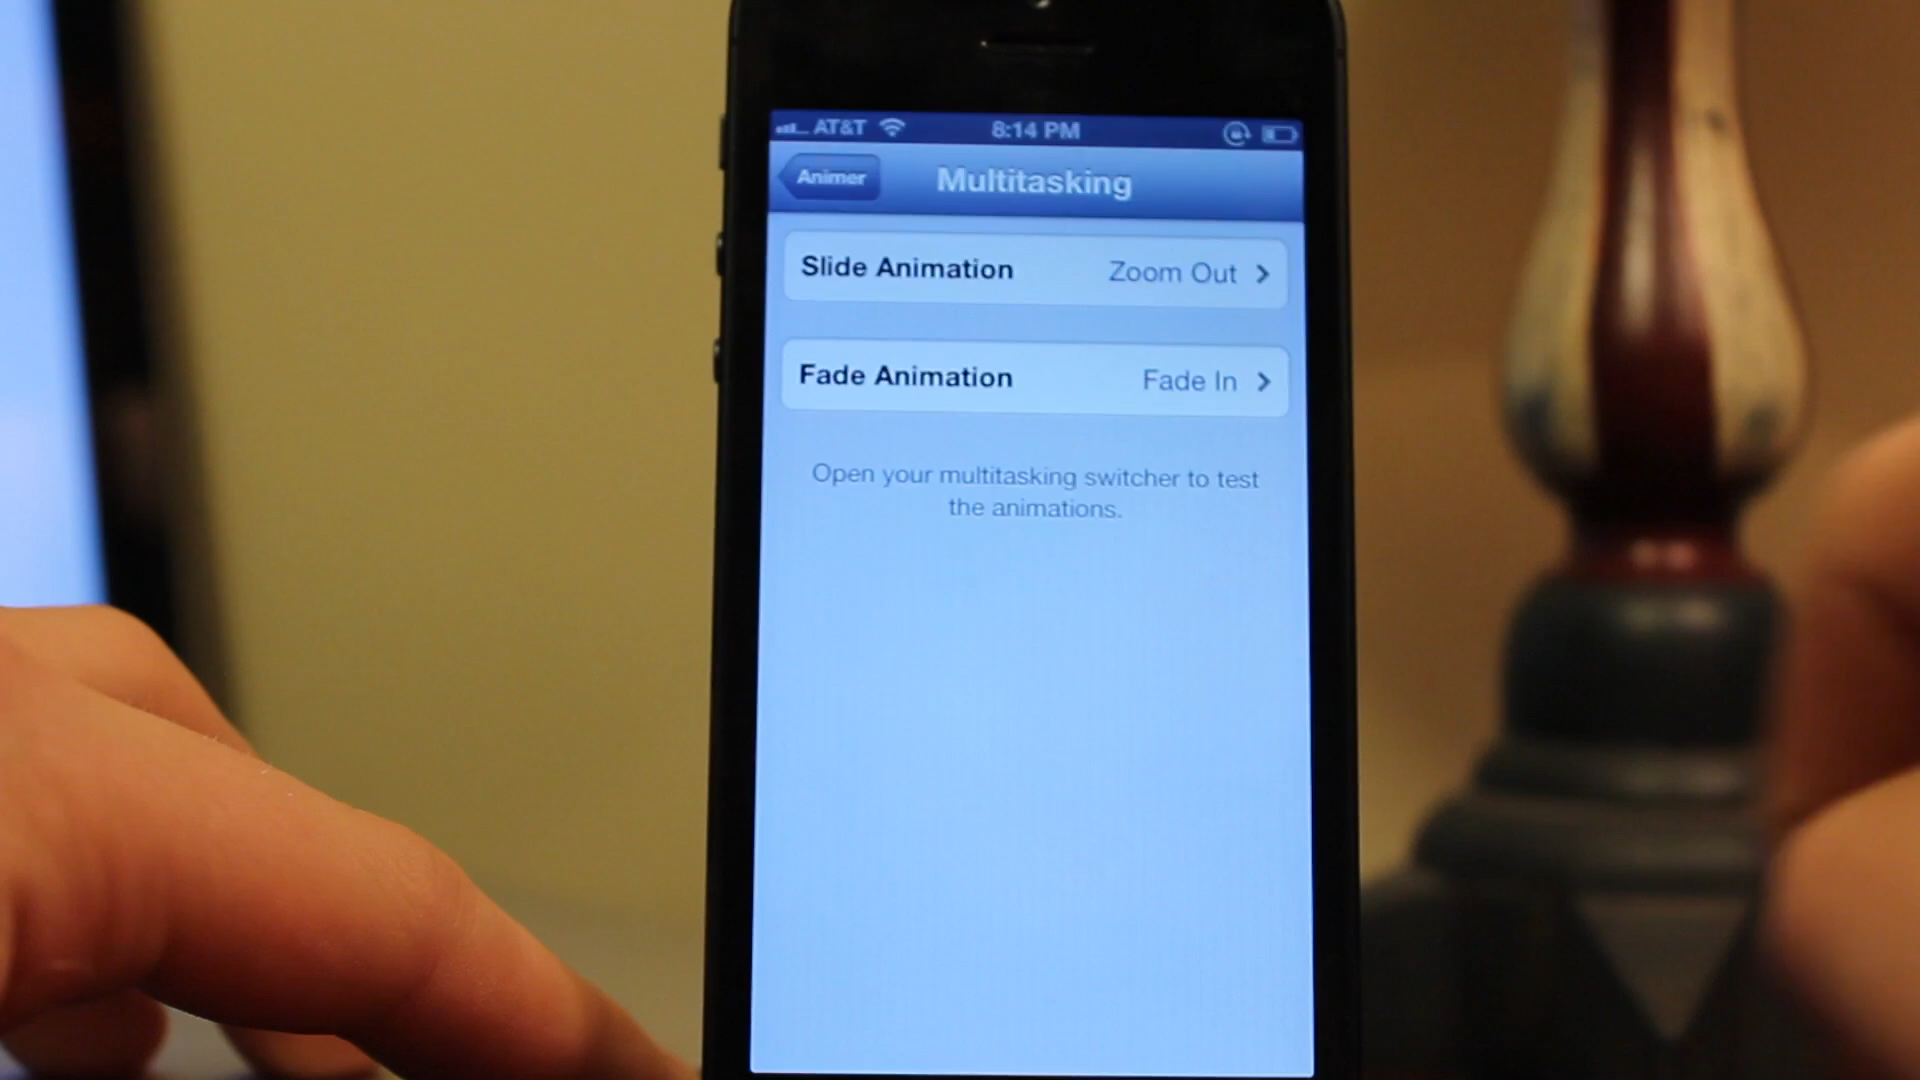 AT&T 8:14 PM
Animer Multitasking
Slide Animation Zoom Out
Fade Animation Fade In
Open your multitasking switcher to test
the animations.